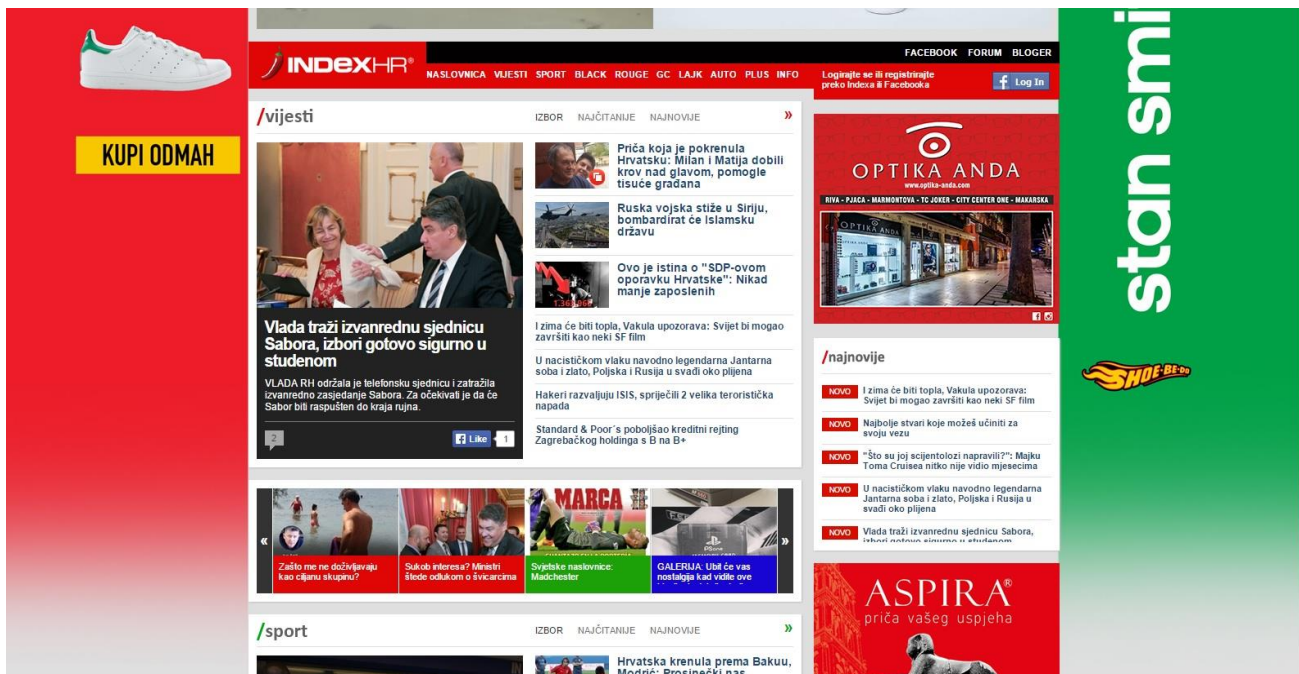 FACEBOOK FORUM BLOGER
INDEXHR®
NASLOVNICA VIJESTI SPORT BLACK ROUGE GC LAJK AUTO PLUS INFO
Logirajte se ili registrirajte
preko Indexa ili Facebooka
f Log In
KUPI ODMAH
/vijesti
IZBOR NAJČITANIJE NAJNOVIJE »
Vlada traži izvanrednu sjednicu
Sabora, izbori gotovo sigurno u
studenom
VLADA RH održala je telefonsku sjednicu i zatražila
izvanredno zasjedanje Sabora. Za očekivati je da će
Sabor biti raspušten do kraja rujna.
2
f Like 1
Priča koja je pokrenula
Hrvatsku: Milan i Matija dobili
krov nad glavom, pomogle
tisuće građana
Ruska vojska stiže u Siriju,
bombardirat će Islamsku
državu
Ovo je istina o "SDP-ovom
oporavku Hrvatske": Nikad
manje zaposlenih
I zima će biti topla, Vakula upozorava: Svijet bi mogao
završiti kao neki SF film
U nacističkom vlaku navodno legendarna Jantarna
soba i zlato, Poljska i Rusija u svađi oko plijena
Hakeri razvaljuju ISIS, spriječili 2 velika teroristička
napada
Standard & Poor´s poboljšao kreditni rejting
Zagrebačkog holdinga s B na B+
OPTIKA ANDA
www.optika-anda.com
RIVA - PJACA - MARMONTOVA - TC JOKER - CITY CENTER ONE - MAKARSKA
OPTIKA ANDA
/najnovije
NOVO I zima će biti topla, Vakula upozorava:
Svijet bi mogao završiti kao neki SF film
NOVO Najbolje stvari koje možeš učiniti za
svoju vezu
NOVO "Što su joj scijentolozi napravili?": Majku
Toma Cruisea nitko nije vidio mjesecima
NOVO U nacističkom vlaku navodno legendarna
Jantarna soba i zlato, Poljska i Rusija u
svađi oko plijena
NOVO Vlada traži izvanrednu sjednicu Sabora,
izbori gotovo sigurno u studenom
stan smi
SHOE-BE-DO
« »
MARCA
PSone
Zašto me ne doživljavaju
kao ciljanu skupinu?
Sukob interesa? Ministri
štede odlukom o švicarcima
Svjetske naslovnice:
Madchester
GALERIJA: Ubit će vas
nostalgija kad vidite ove
/sport
IZBOR NAJČITANIJE NAJNOVIJE »
Hrvatska krenula prema Bakuu,
Modrić: Prosinečki nas
ASPIRA®
priča vašeg uspjeha